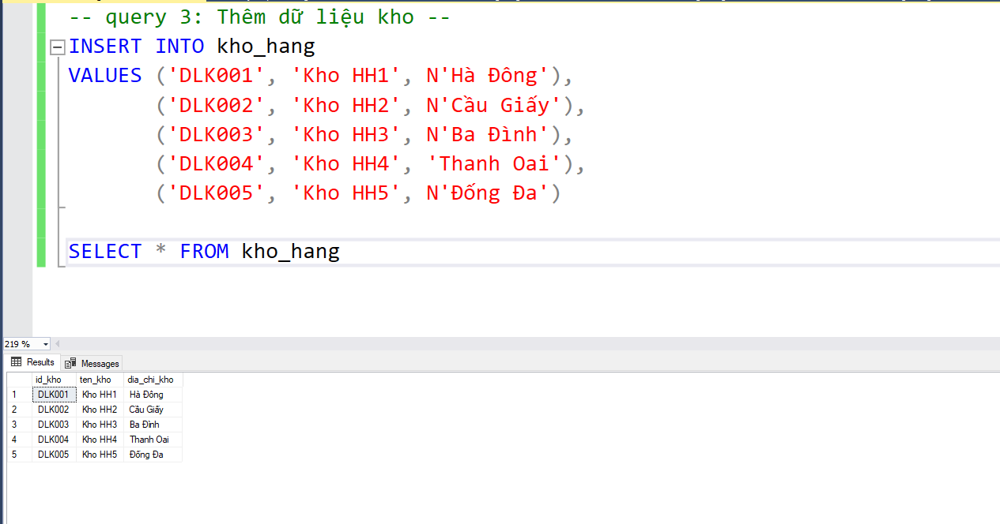 -- query 3: Thêm dữ liệu kho --
INSERT INTO kho_hang
VALUES ('DLK001', 'Kho HH1', N'Hà Đông'),
('DLK002', 'Kho HH2', N'Cầu Giấy'),
('DLK003', 'Kho HH3', N'Ba Đình'),
('DLK004', 'Kho HH4', 'Thanh Oai'),
('DLK005', 'Kho HH5', N'Đống Đa')
SELECT * FROM kho_hang
219 %
Results Messages
id_kho ten_kho dia_chi_kho
1 DLK001 Kho HH1 Hà Đông
2 DLK002 Kho HH2 Cầu Giấy
3 DLK003 Kho HH3 Ba Đình
4 DLK004 Kho HH4 Thanh Oai
5 DLK005 Kho HH5 Đống Đa